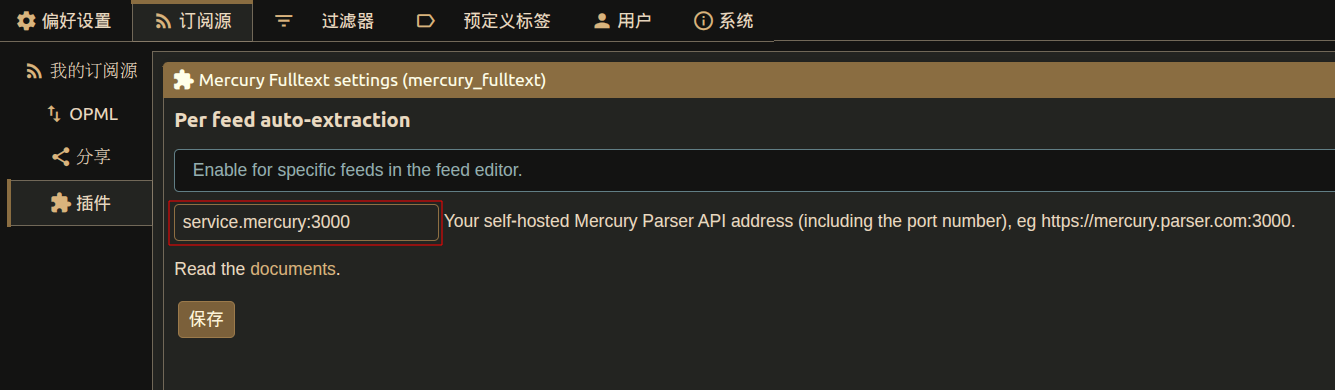 偏好设置 订阅源 过滤器 预定义标签 用户 系统
我的订阅源
OPML
分享
插件
Mercury Fulltext settings (mercury_fulltext)
Per feed auto-extraction
Enable for specific feeds in the feed editor.
service.mercury:3000 Your self-hosted Mercury Parser API address (including the port number), eg https://mercury.parser.com:3000.
Read the documents.
保存